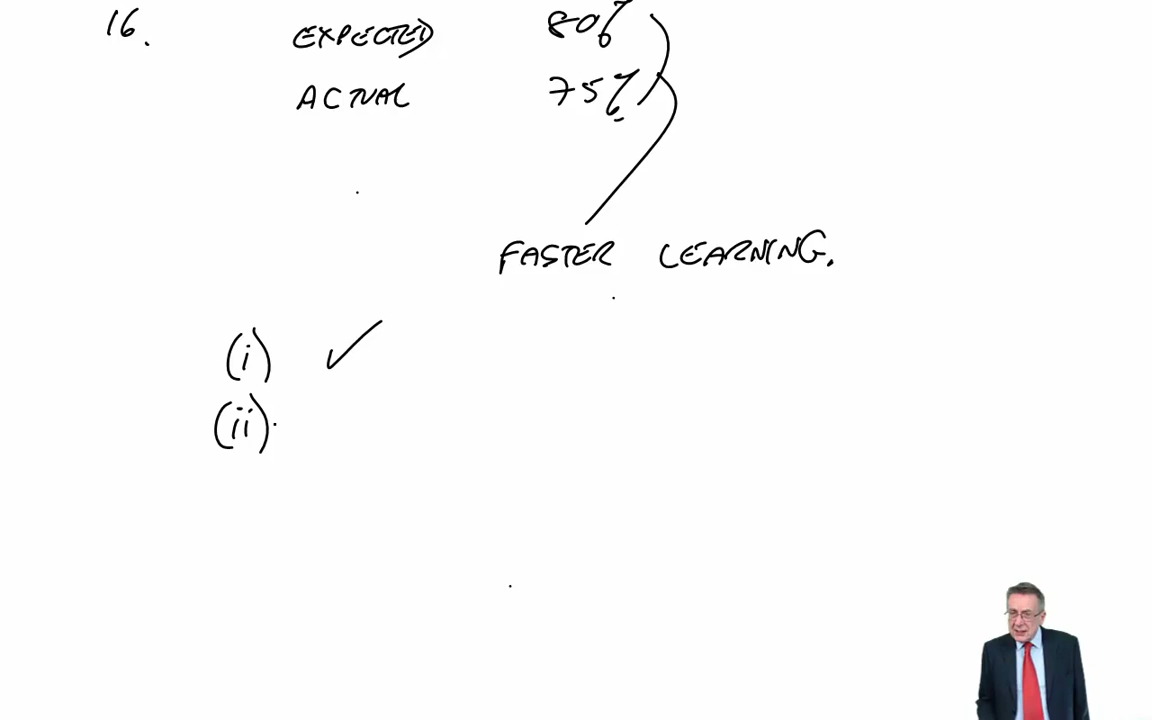 16. EXPECTED 80%
ACTUAL 75%
FASTER LEARNING.
(i) ✓
(ii)